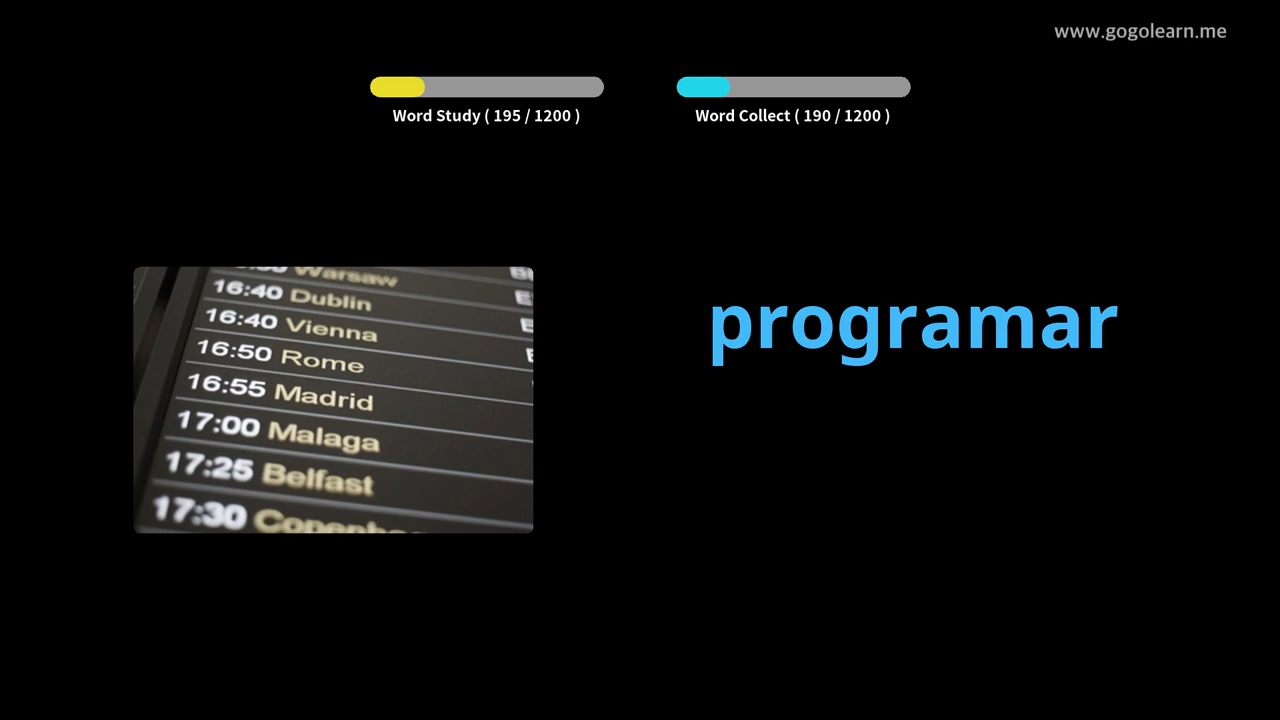 www.gogolearn.me
Word Study ( 195 / 1200 )
Word Collect ( 190 / 1200 )
Warsaw
16:40 Dublin
16:40 Vienna
16:50 Rome
16:55 Madrid
17:00 Malaga
17:25 Belfast
17:30
programar